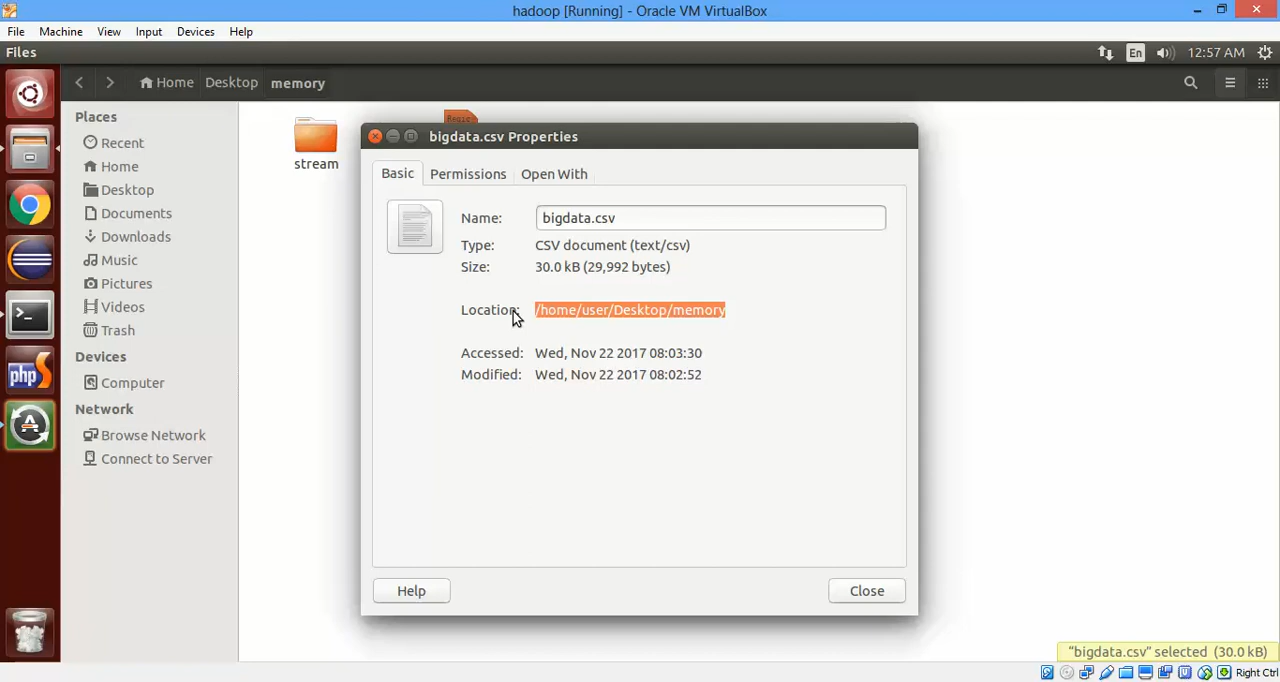 hadoop [Running] - Oracle VM VirtualBox
File Machine View Input Devices Help
Files
En 12:57 AM
Home Desktop memory
Places
Recent
Home
Desktop
Documents
Downloads
Music
Pictures
Videos
Trash
Devices
Computer
Network
Browse Network
Connect to Server
stream
bigdata.csv Properties
Basic Permissions Open With
Name: bigdata.csv
Type: CSV document (text/csv)
Size: 30.0 kB (29,992 bytes)
Location: /home/user/Desktop/memory
Accessed: Wed, Nov 22 2017 08:03:30
Modified: Wed, Nov 22 2017 08:02:52
Help Close
php
"bigdata.csv" selected (30.0 kB)
Right Ctrl